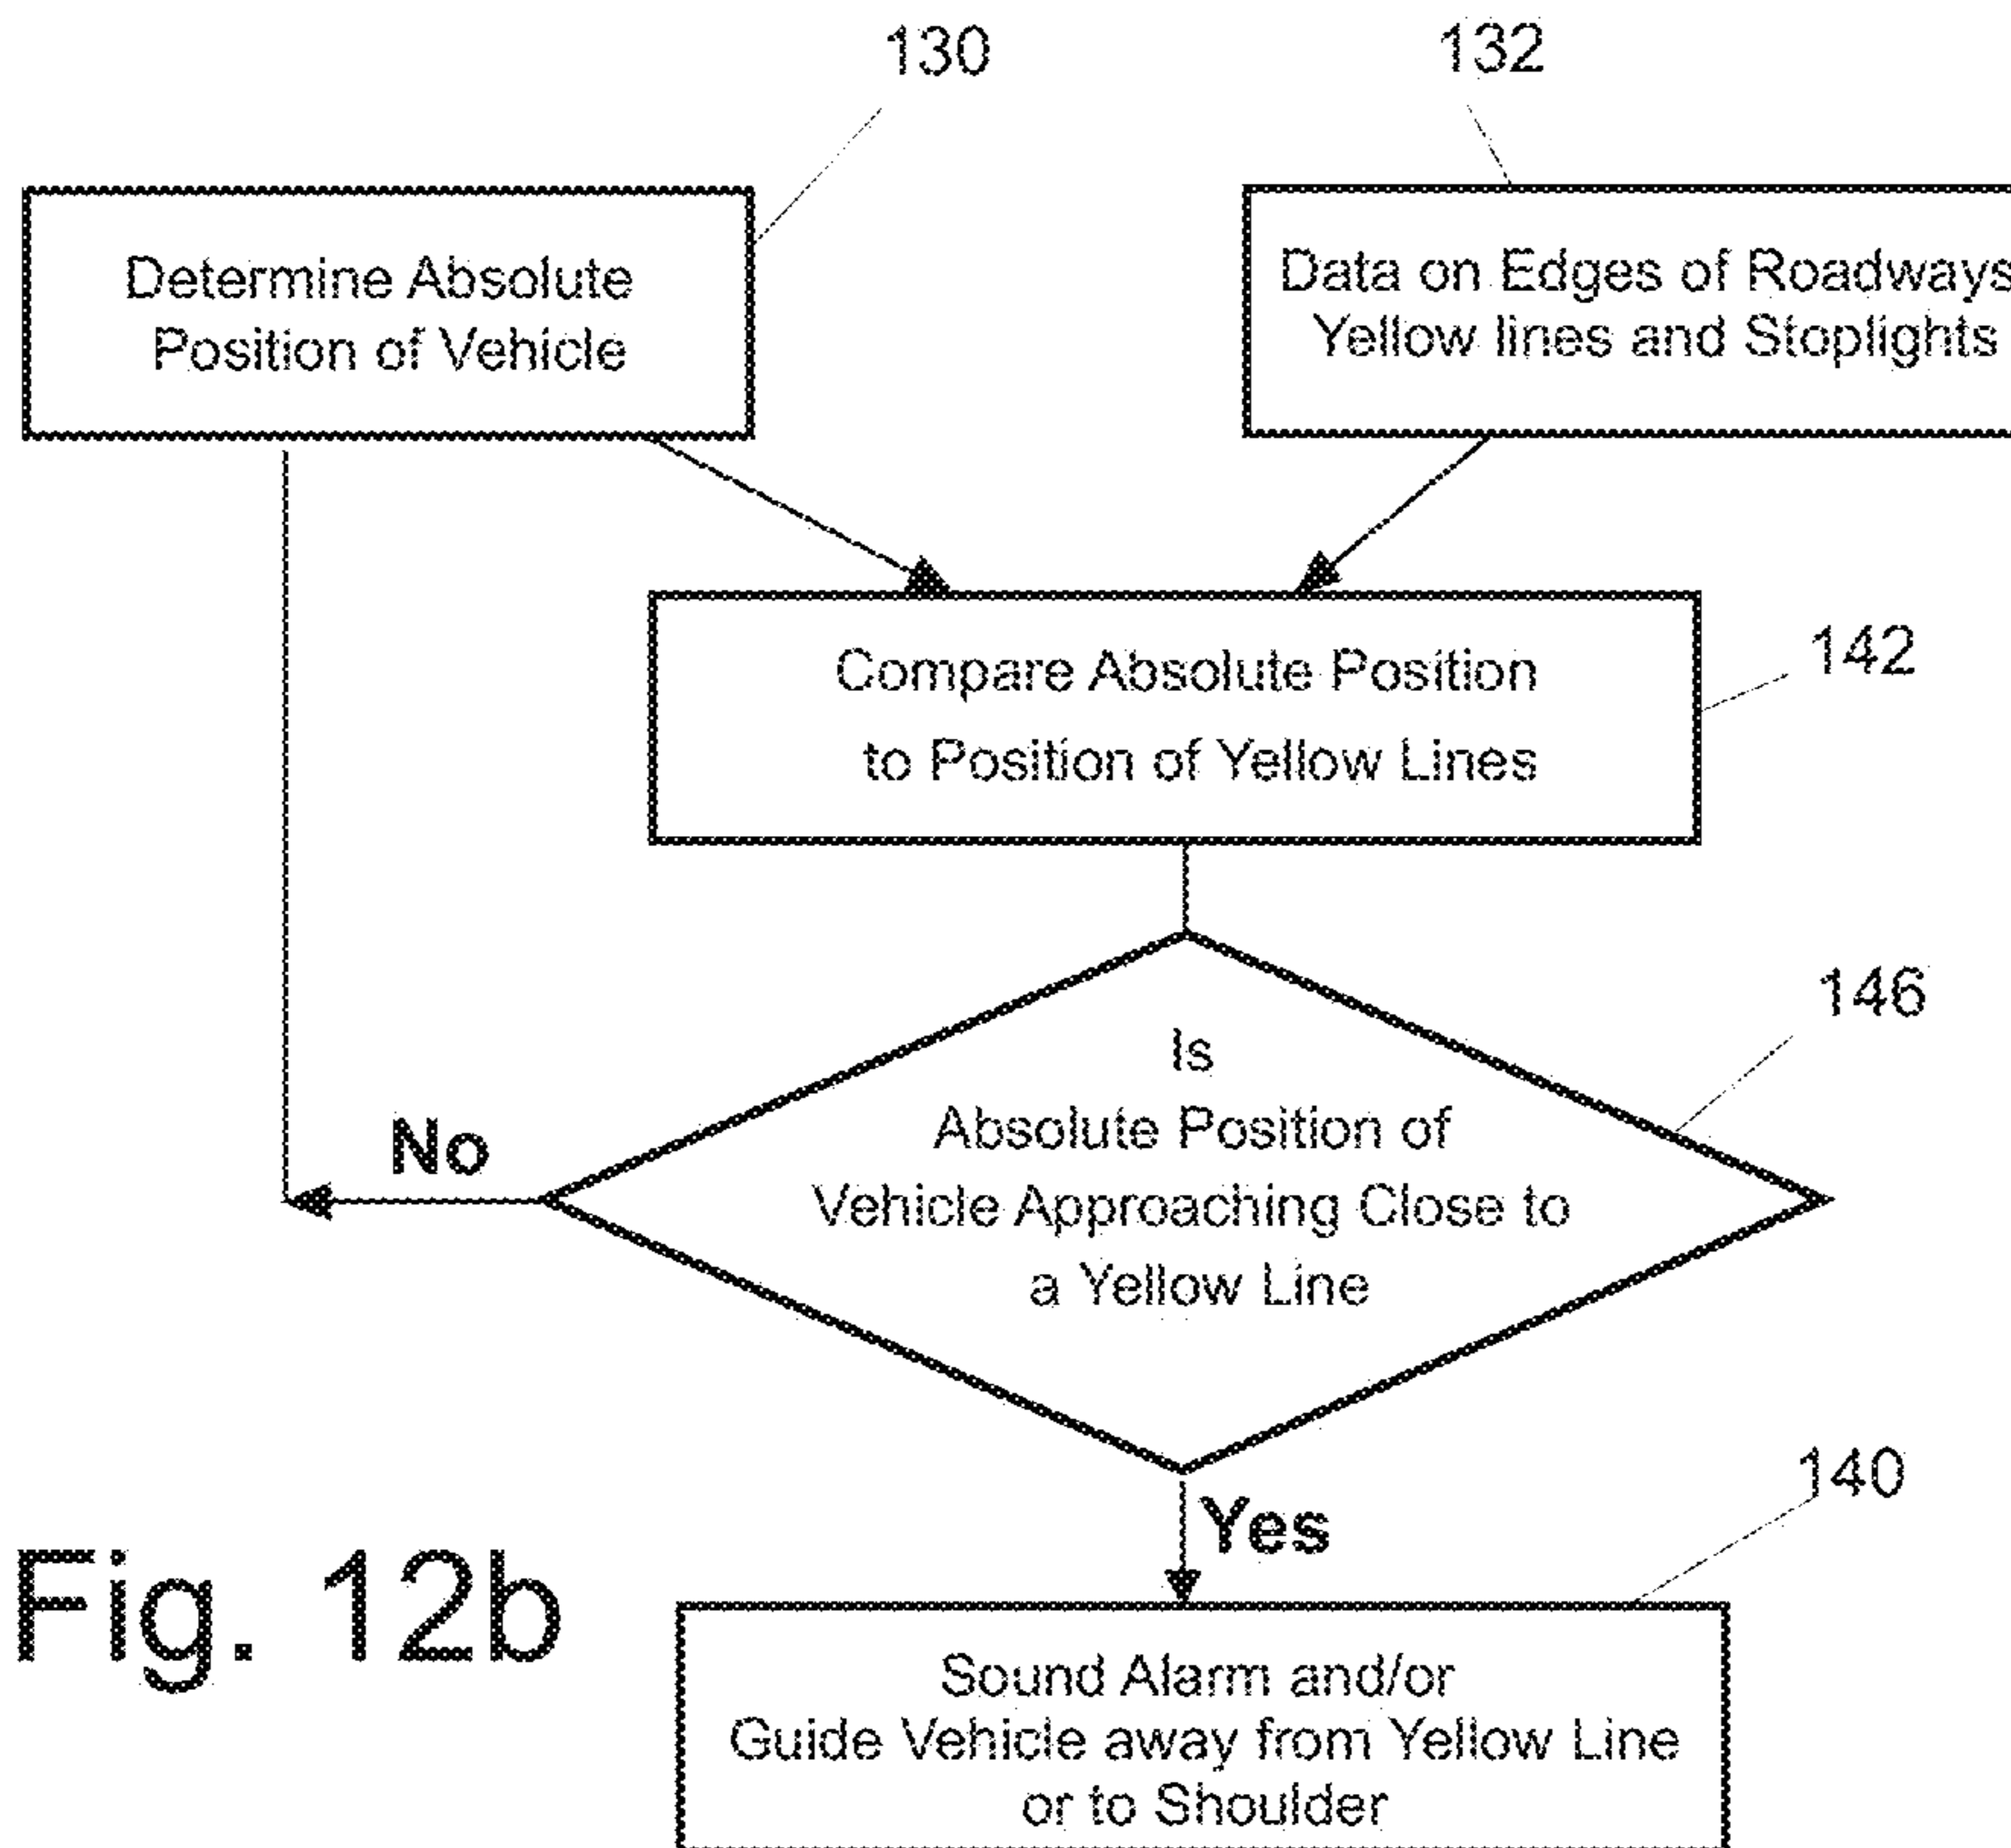 130
132
Determine Absolute
Position of Vehicle
Data on Edges of Roadways
Yellow lines and Stoplights
Compare Absolute Position
to Position of Yellow Lines
142
146
Is
Absolute Position of
Vehicle Approaching Close to
a Yellow Line
No
Yes
140
Sound Alarm and/or
Guide Vehicle away from Yellow Line
or to Shoulder
Fig. 12b